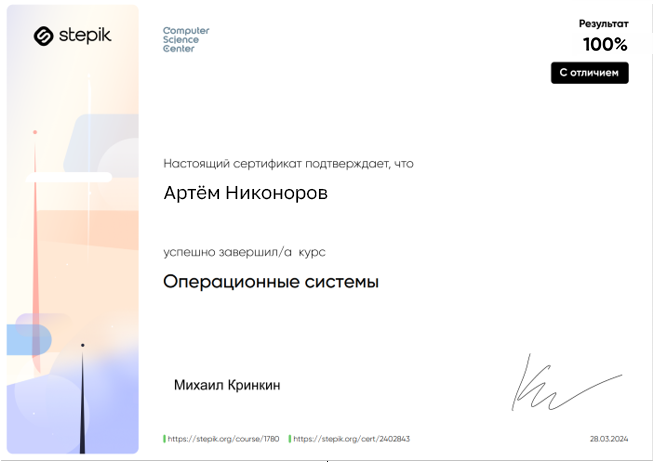 stepik
Computer
Science
Center
Результат
100%
С отличием
Настоящий сертификат подтверждает, что
Артём Никоноров
успешно завершил/а курс
Операционные системы
Михаил Кринкин
https://stepik.org/course/1780
https://stepik.org/cert/2402843
28.03.2024